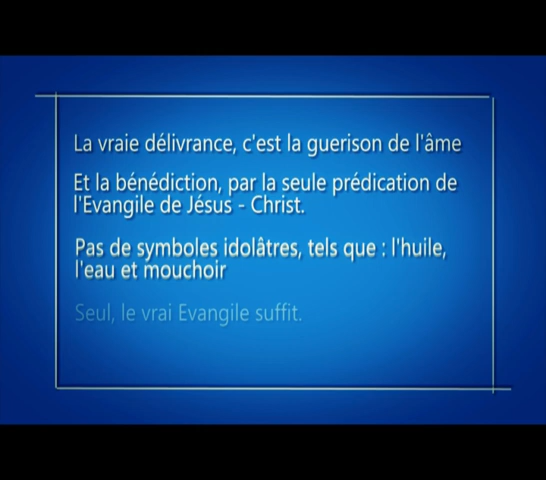 La vraie délivrance, c'est la guerison de l'âme
Et la bénédiction, par la seule prédication de
l'Evangile de Jésus - Christ.
Pas de symboles idolâtres, tels que : l'huile,
l'eau et mouchoir
Seul, le vrai Evangile suffit.